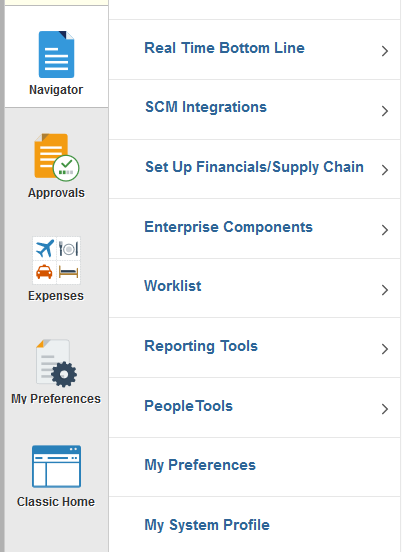 Navigator
Approvals
Expenses
My Preferences
Classic Home
Real Time Bottom Line
SCM Integrations
Set Up Financials/Supply Chain
Enterprise Components
Worklist
Reporting Tools
PeopleTools
My Preferences
My System Profile